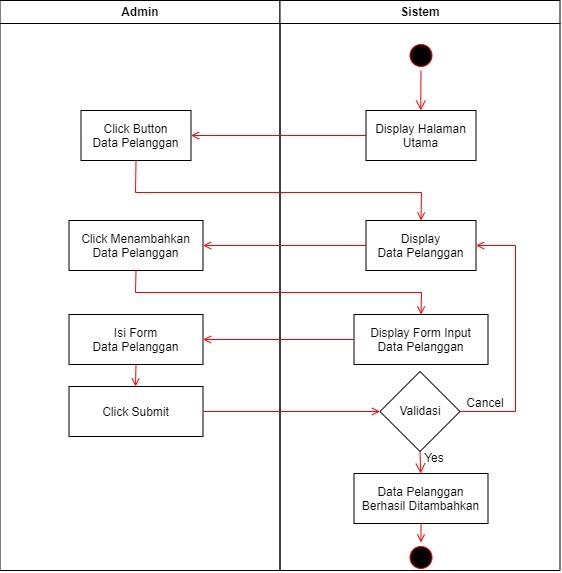 Admin
Sistem
Display Halaman
Utama
Click Button
Data Pelanggan
Display
Data Pelanggan
Click Menambahkan
Data Pelanggan
Display Form Input
Data Pelanggan
Isi Form
Data Pelanggan
Click Submit
Validasi
Cancel
Yes
Data Pelanggan
Berhasil Ditambahkan